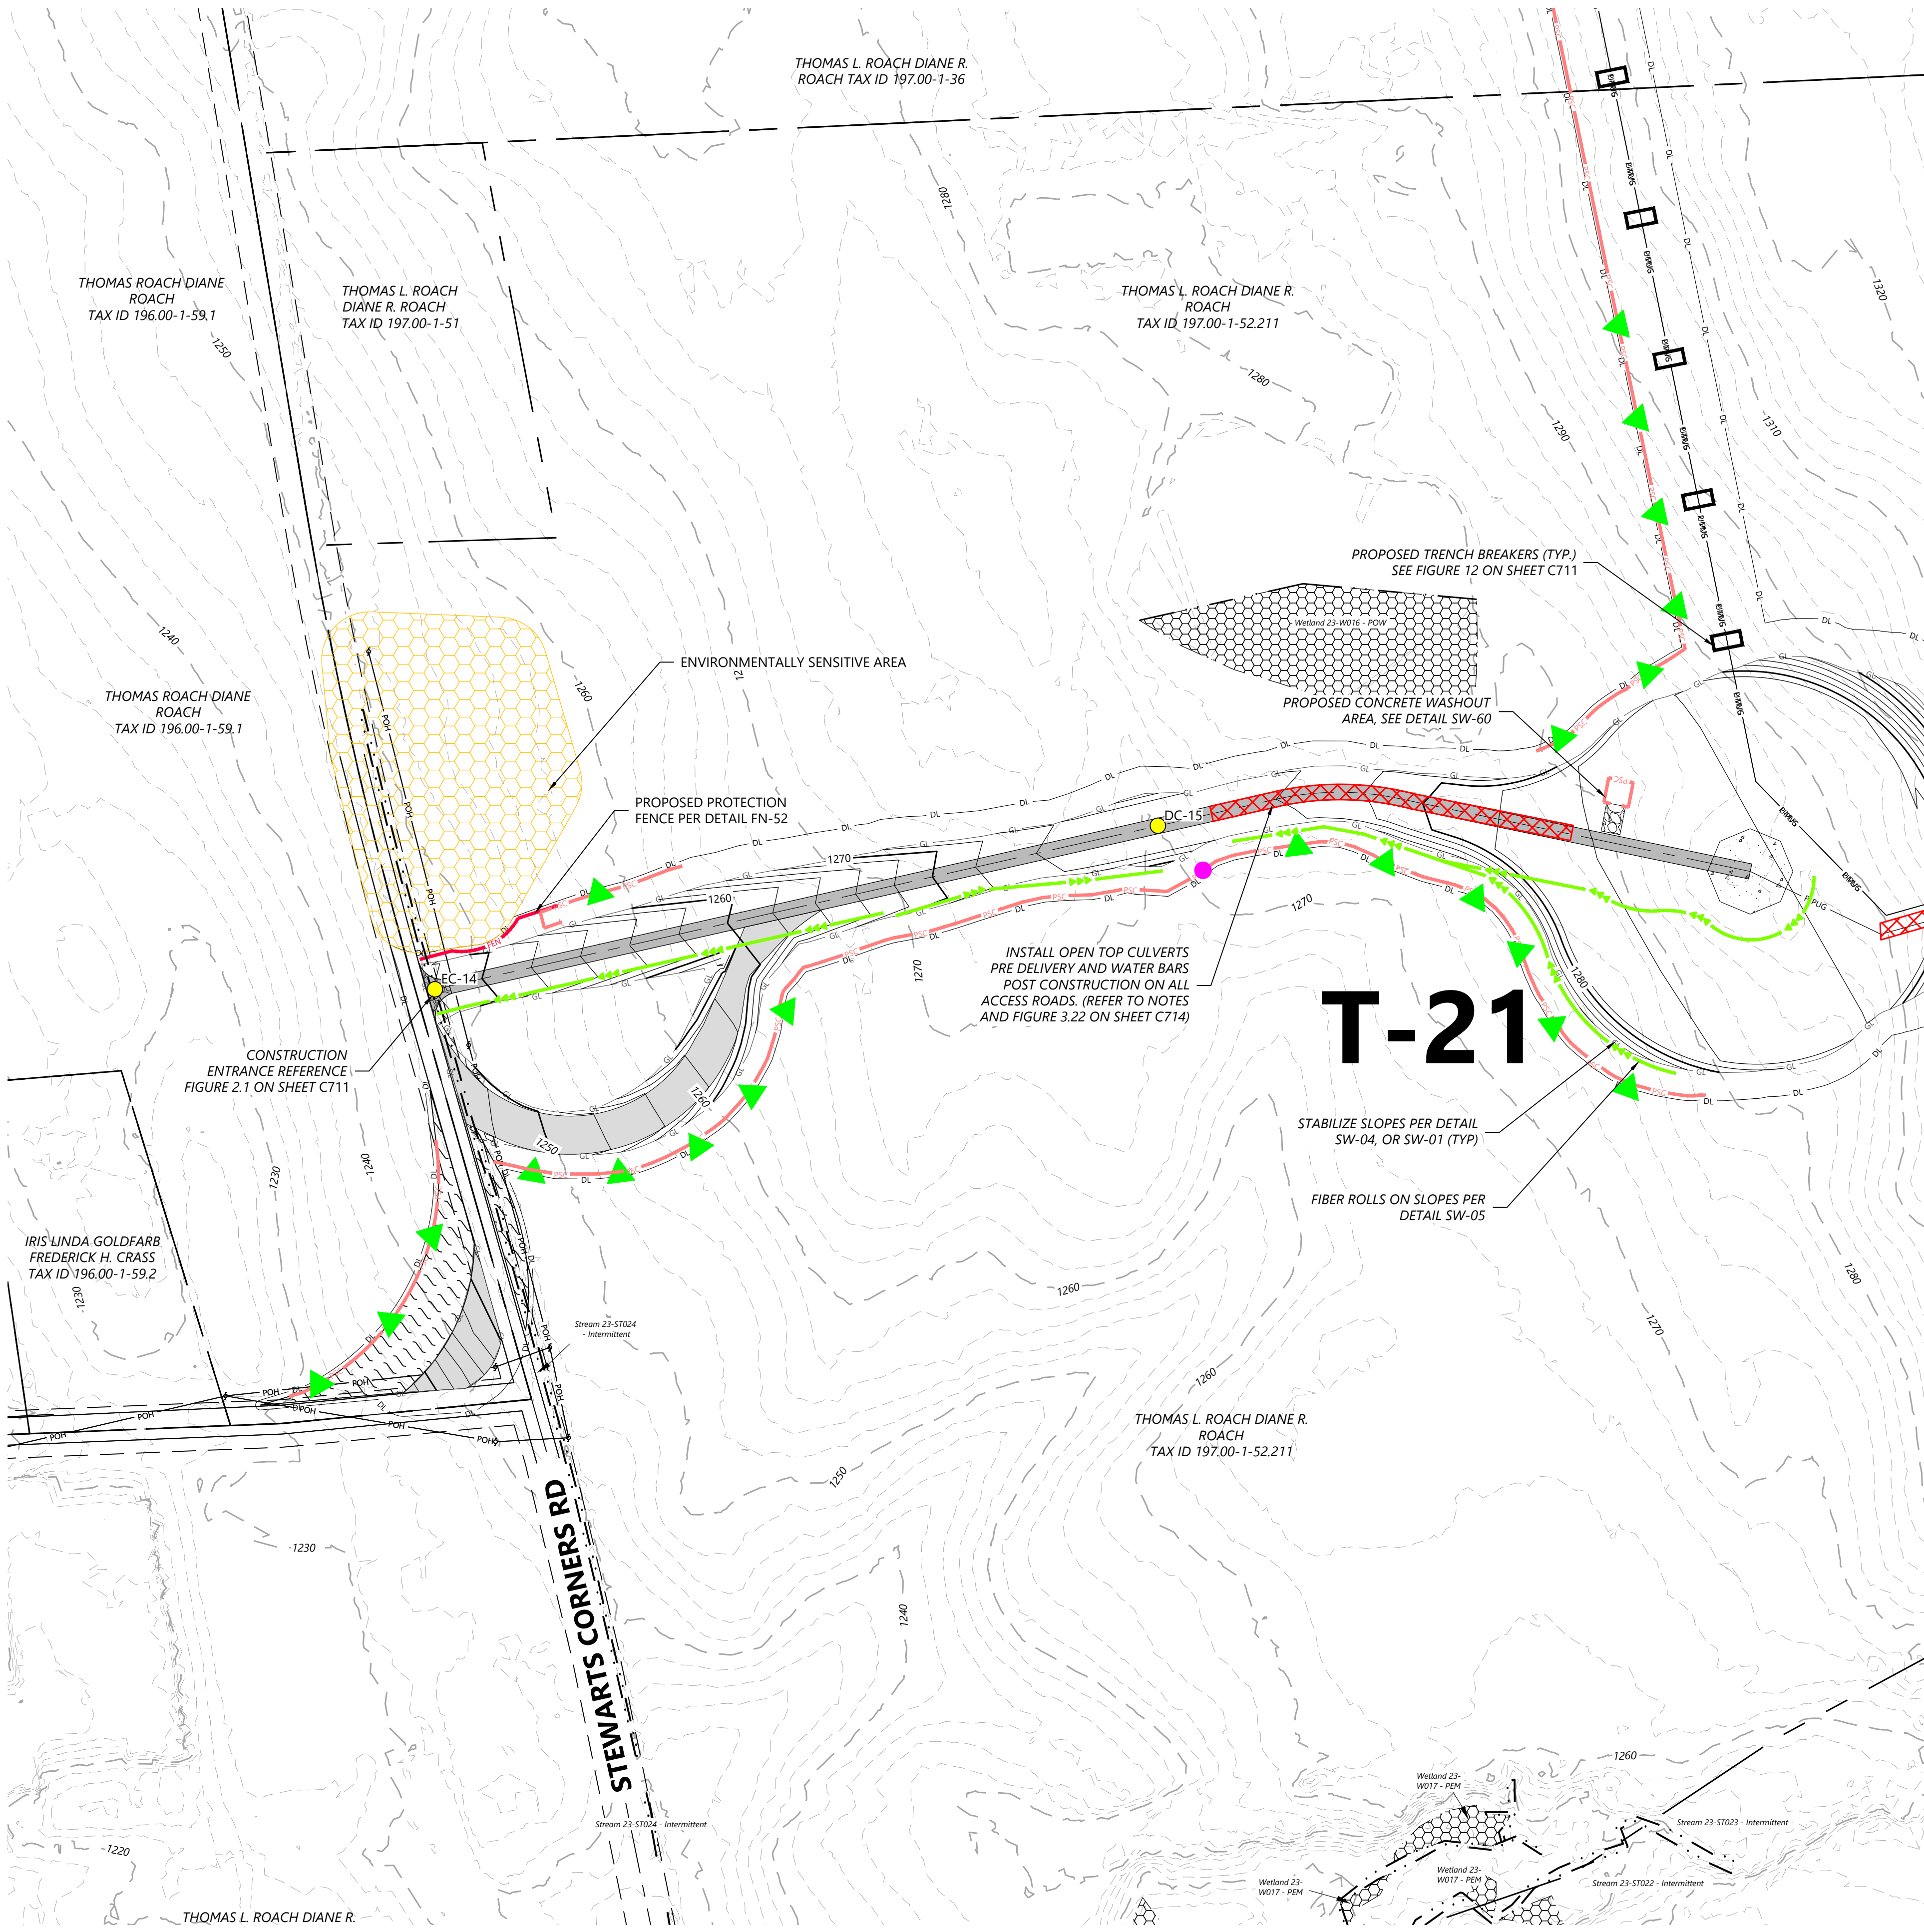 THOMAS L. ROACH DIANE R.
ROACH TAX ID 197.00-1-36
1280
THOMAS ROACH DIANE
ROACH
TAX ID 196.00-1-59.1
THOMAS L. ROACH
DIANE R. ROACH
TAX ID 197.00-1-51
THOMAS L. ROACH DIANE R.
ROACH
TAX ID 197.00-1-52.211
1320
1250
1280
1290
1310
PROPOSED TRENCH BREAKERS (TYP.)
SEE FIGURE 12 ON SHEET C711
Wetland 23-W016 - POW
1240
ENVIRONMENTALLY SENSITIVE AREA
1260
THOMAS ROACH DIANE
ROACH
TAX ID 196.00-1-59.1
PROPOSED CONCRETE WASHOUT
AREA, SEE DETAIL SW-60
PROPOSED PROTECTION
FENCE PER DETAIL FN-52
DC-15
1270
1260
1270
EC-14
FEN
PSC
DL
GL
POH
INSTALL OPEN TOP CULVERTS
PRE DELIVERY AND WATER BARS
POST CONSTRUCTION ON ALL
ACCESS ROADS. (REFER TO NOTES
AND FIGURE 3.22 ON SHEET C714)
1270
1280
T-21
CONSTRUCTION
ENTRANCE REFERENCE
FIGURE 2.1 ON SHEET C711
1260
1250
1240
1230
STABILIZE SLOPES PER DETAIL
SW-04, OR SW-01 (TYP)
FIBER ROLLS ON SLOPES PER
DETAIL SW-05
IRIS LINDA GOLDFARB
FREDERICK H. CRASS
TAX ID 196.00-1-59.2
1230
1260
1280
1270
Stream 23-ST024
- Intermittent
1260
THOMAS L. ROACH DIANE R.
ROACH
TAX ID 197.00-1-52.211
1250
1230
1240
STEWARTS CORNERS RD
1260
Wetland 23-
W017 - PEM
Stream 23-ST024 - Intermittent
Stream 23-ST023 - Intermittent
1220
Wetland 23-
W017 - PEM
Wetland 23-
W017 - PEM
Stream 23-ST022 - Intermittent
THOMAS L. ROACH DIANE R.